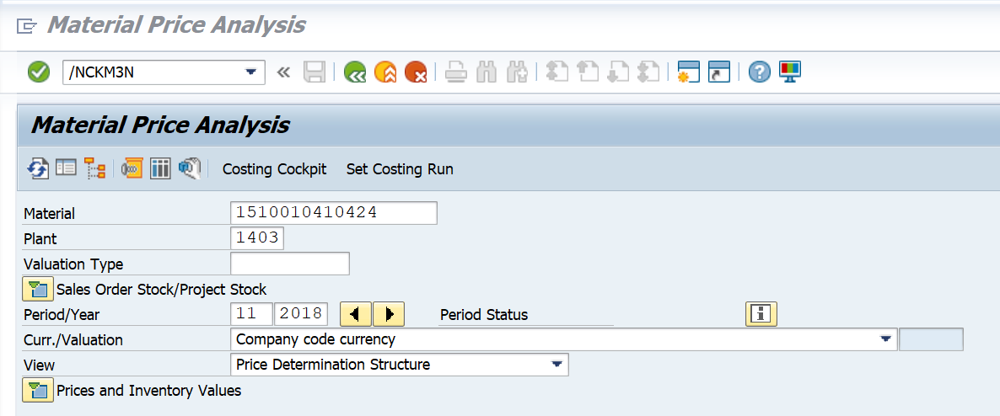 Material Price Analysis
/NCKM3N
Material Price Analysis
Costing Cockpit Set Costing Run
Material 1510010410424
Plant 1403
Valuation Type
Sales Order Stock/Project Stock
Period/Year 11 2018 Period Status
Curr./Valuation Company code currency
View Price Determination Structure
Prices and Inventory Values